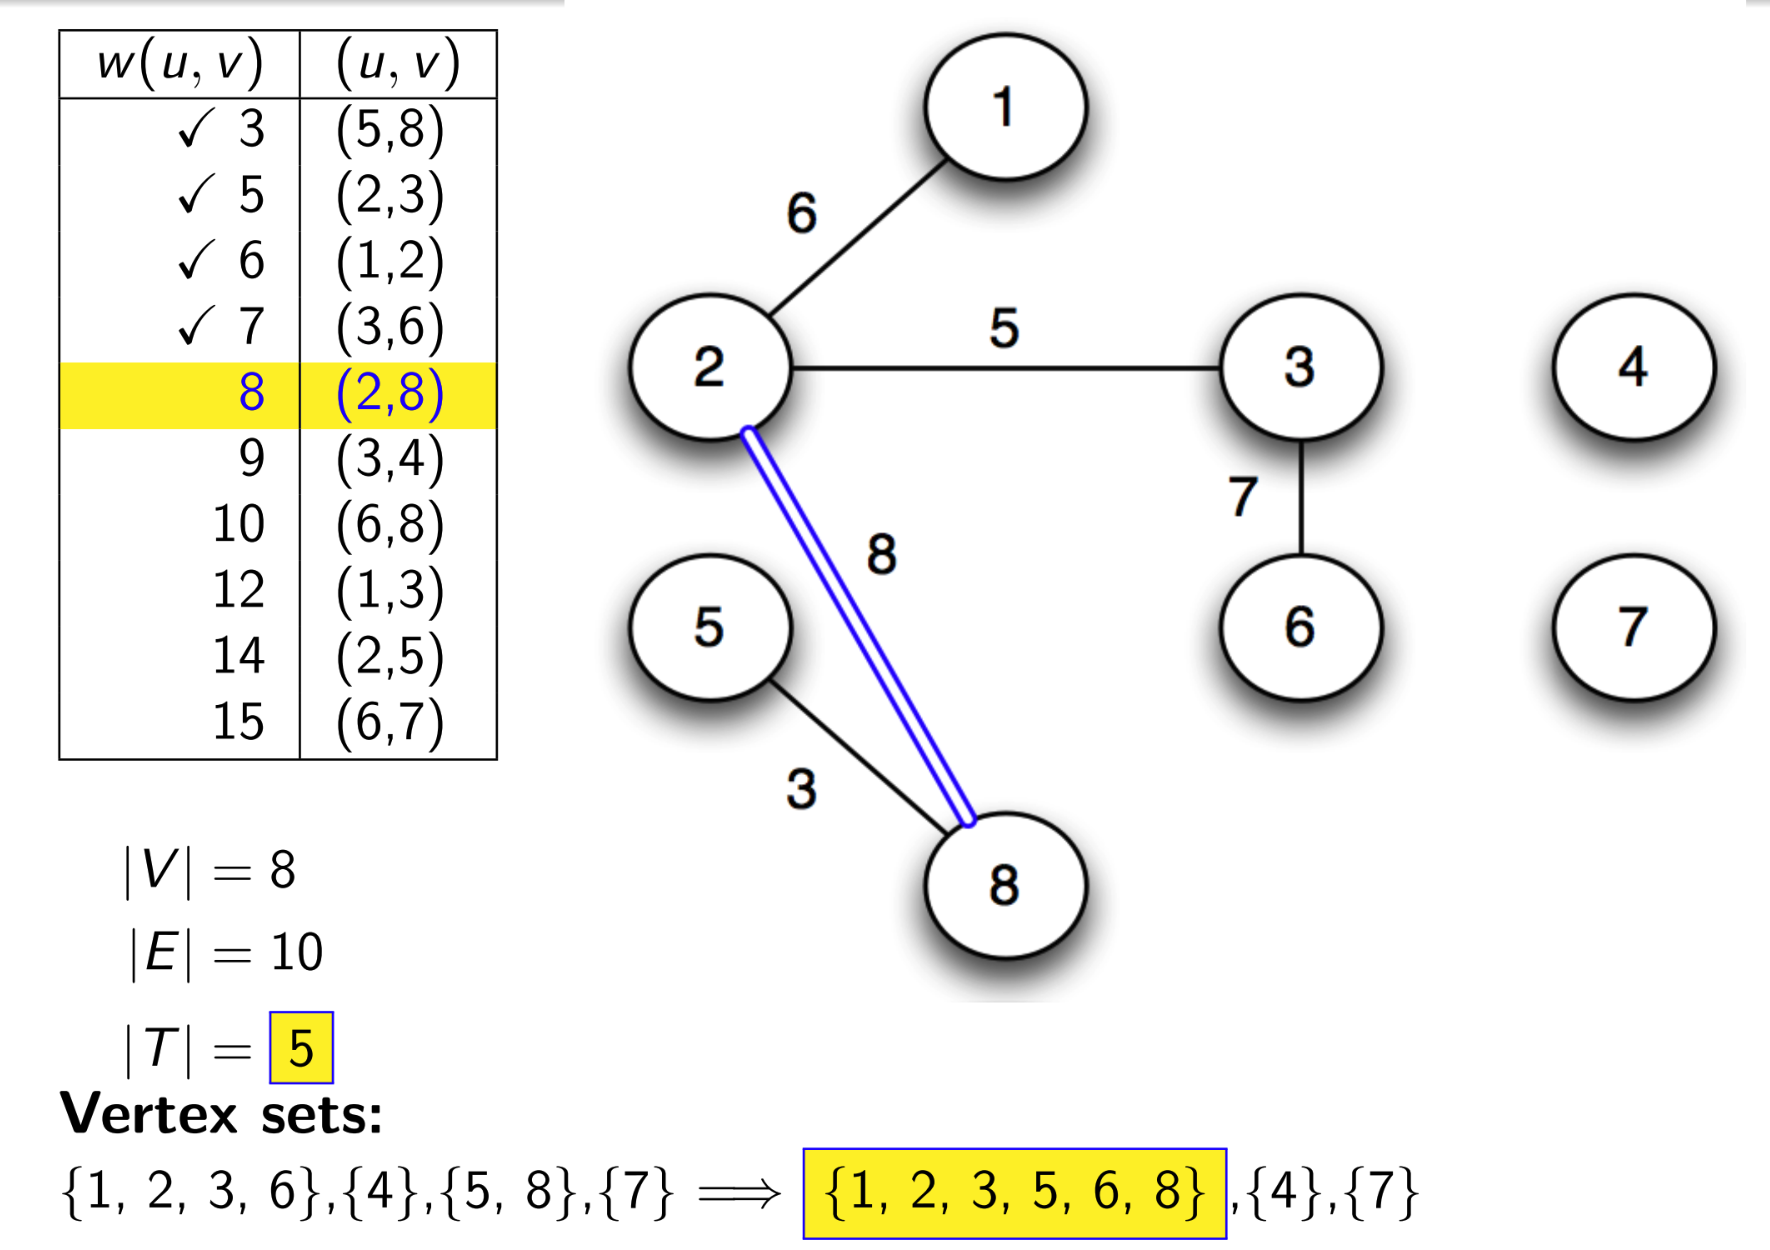 w(u, v) (u, v)
✓ 3 (5,8)
✓ 5 (2,3)
✓ 6 (1,2)
✓ 7 (3,6)
8 (2,8)
9 (3,4)
10 (6,8)
12 (1,3)
14 (2,5)
15 (6,7)
1
6
2
5
3
4
7
8
5
6
7
3
8
|V| = 8
|E| = 10
|T| = 5
Vertex sets:
{1, 2, 3, 6},{4},{5, 8},{7} ⟹ {1, 2, 3, 5, 6, 8} ,{4},{7}